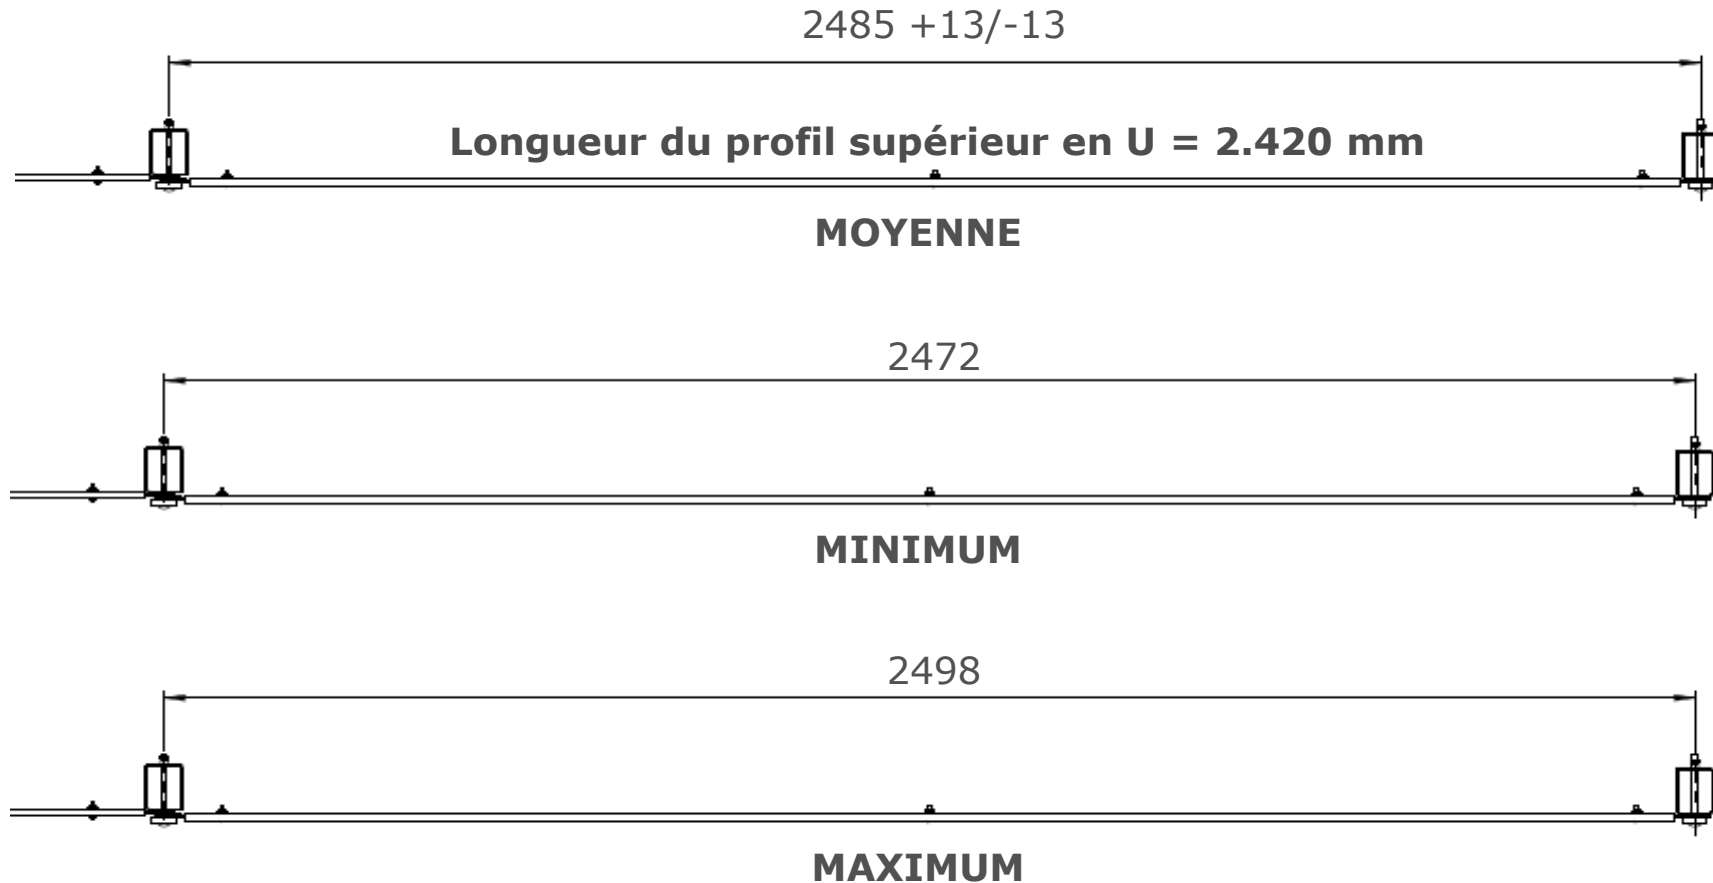 2485 +13/-13
Longueur du profil supérieur en U = 2.420 mm
MOYENNE
2472
MINIMUM
2498
MAXIMUM